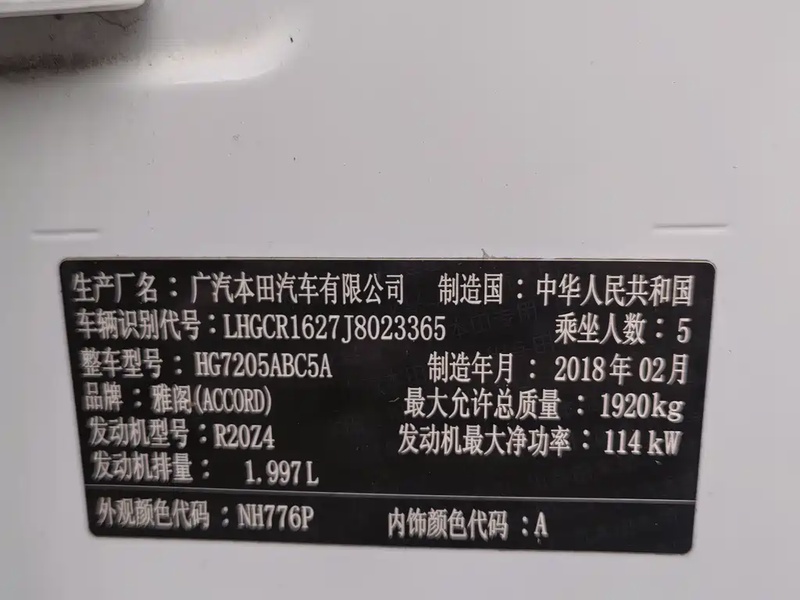 生产厂名：广汽本田汽车有限公司 制造国：中华人民共和国
车辆识别代号：LHGCR1627J8023365 乘坐人数：5
整车型号：HG7205ABC5A 制造年月：2018年02月
品牌：雅阁(ACCORD) 最大允许总质量：1920kg
发动机型号：R20Z4 发动机最大净功率：114kW
发动机排量：1.997L
外观颜色代码：NH776P 内饰颜色代码：A